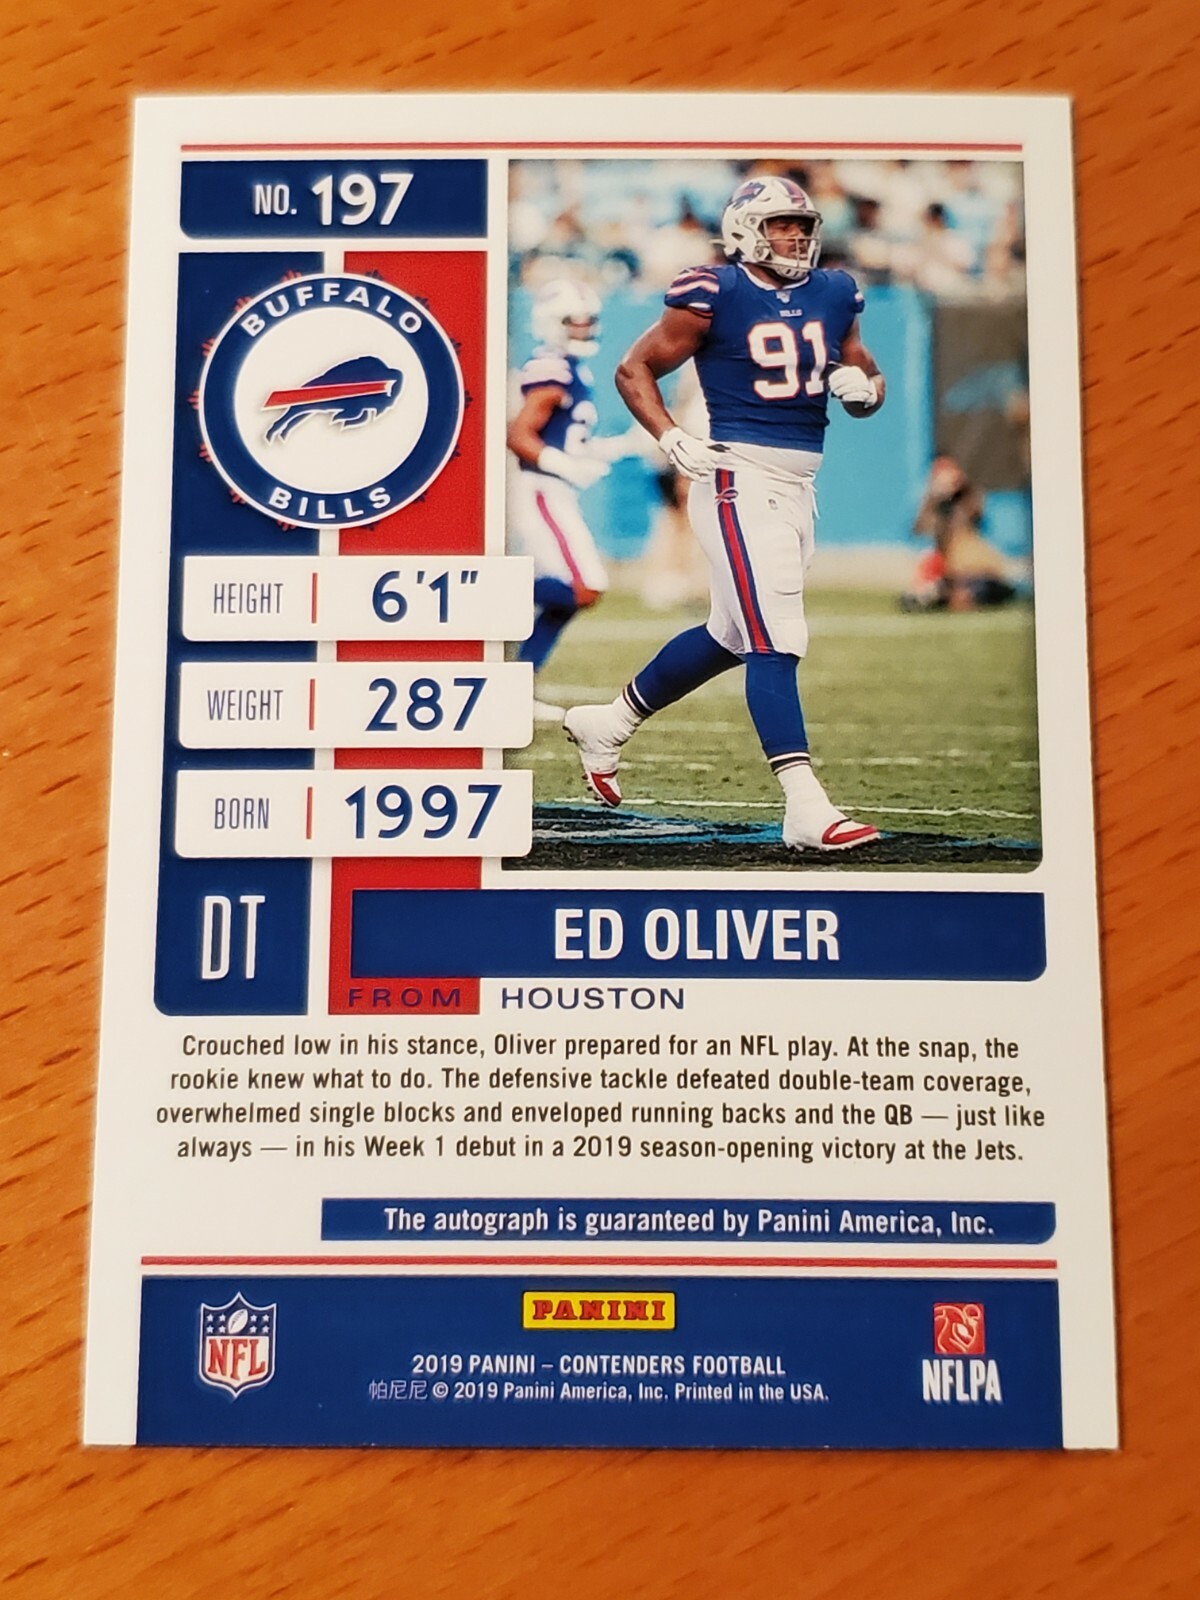 NO. 197
BUFFALO
BILLS
BILLS
91
HEIGHT 6'1"
WEIGHT 287
BORN 1997
DT
ED OLIVER
FROM HOUSTON
Crouched low in his stance, Oliver prepared for an NFL play. At the snap, the
rookie knew what to do. The defensive tackle defeated double-team coverage,
overwhelmed single blocks and enveloped running backs and the QB — just like
always — in his Week 1 debut in a 2019 season-opening victory at the Jets.
The autograph is guaranteed by Panini America, Inc.
NFL
PANINI
2019 PANINI – CONTENDERS FOOTBALL
帕尼尼 © 2019 Panini America, Inc. Printed in the USA.
NFLPA